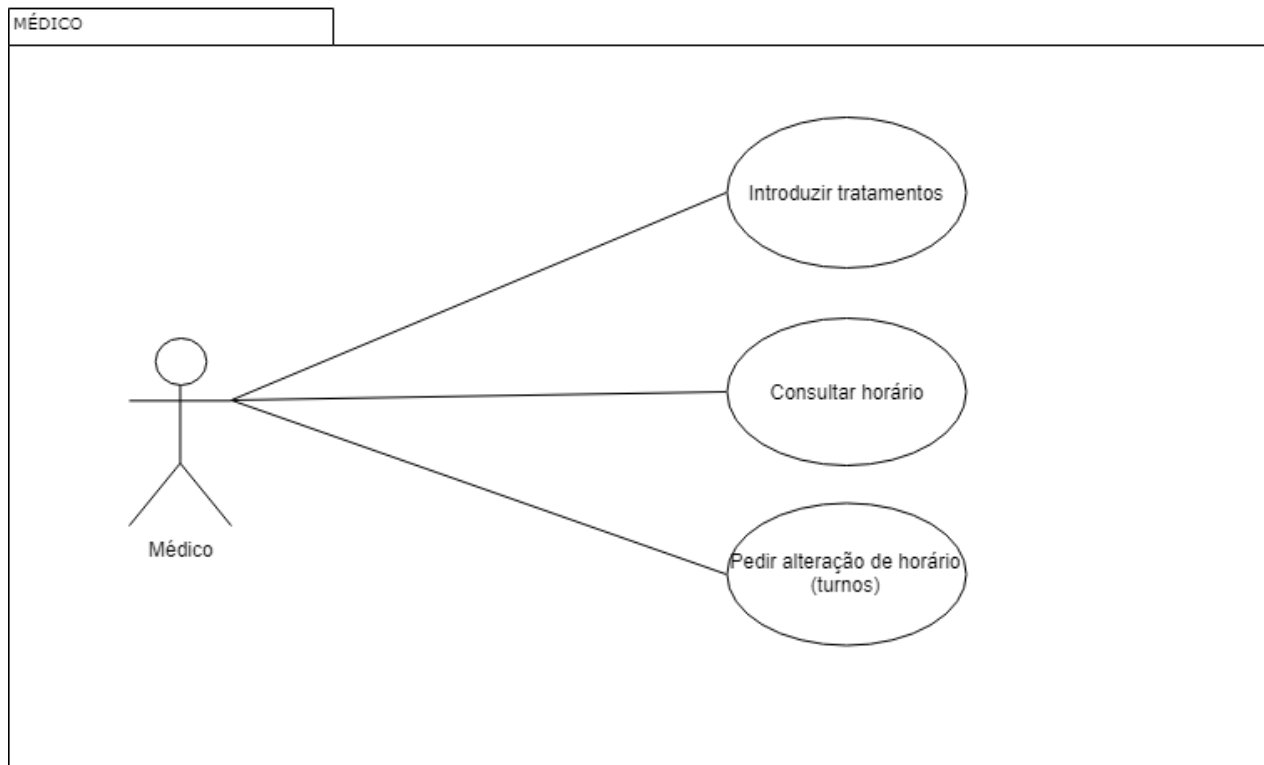 MÉDICO
Introduzir tratamentos
Consultar horário
Médico
Pedir alteração de horário
(turnos)